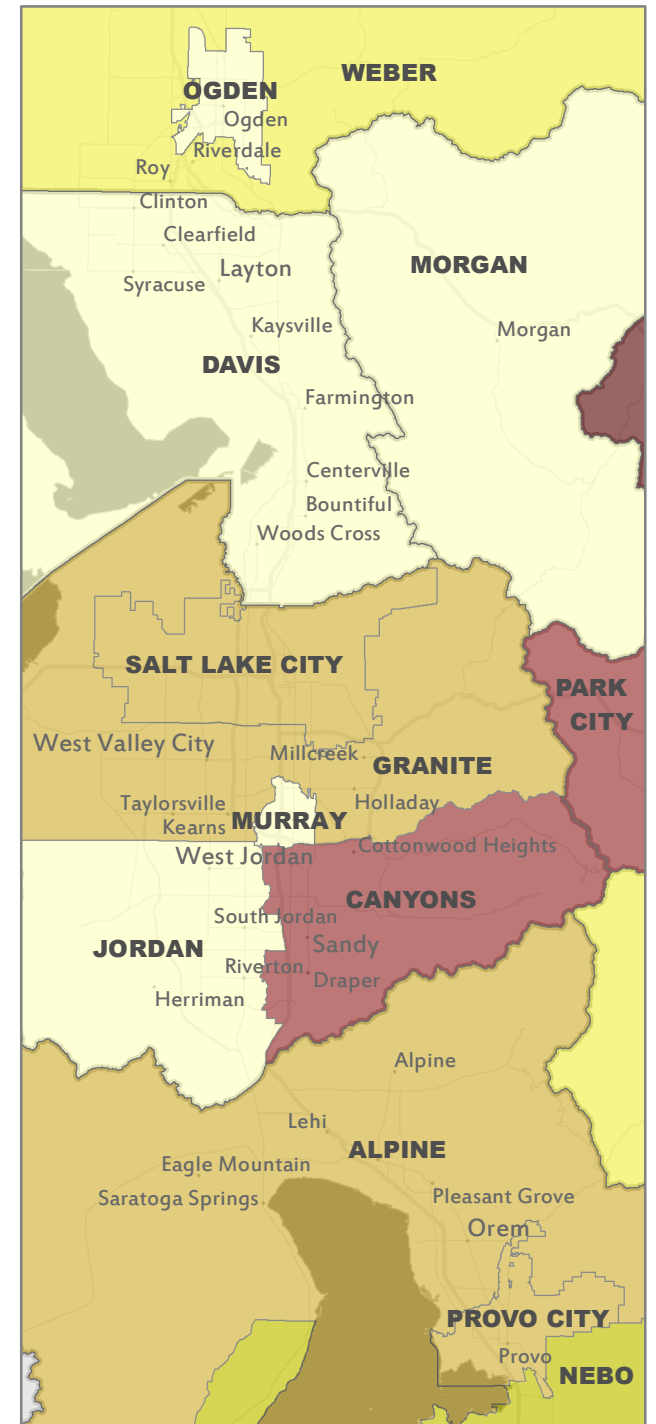 WEBER
OGDEN
Ogden
Riverdale
Roy
Clinton
Clearfield
Layton
MORGAN
Syracuse
Kaysville
Morgan
DAVIS
Farmington
Centerville
Bountiful
Woods Cross
SALT LAKE CITY
PARK
CITY
West Valley City
Millcreek
GRANITE
Taylorsville
Holladay
MURRAY
Kearns
Cottonwood Heights
West Jordan
CANYONS
South Jordan
Sandy
JORDAN
Riverton
Draper
Herriman
Alpine
Lehi
ALPINE
Eagle Mountain
Saratoga Springs
Pleasant Grove
Orem
PROVO CITY
Provo
NEBO